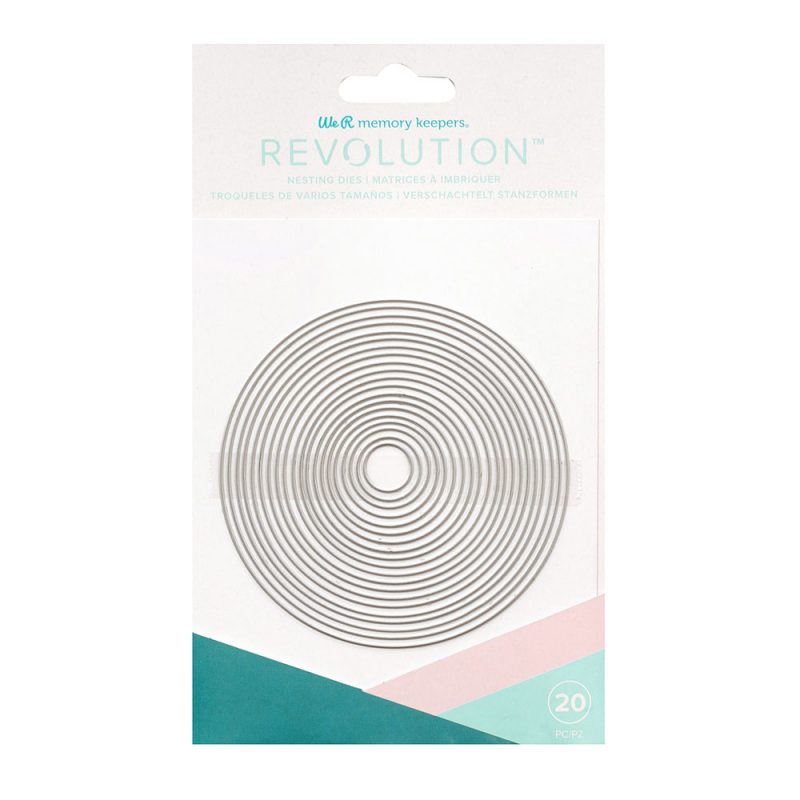 We R memory keepers®
REVOLUTION™
NESTING DIES | MATRICES À IMBRIQUER
TROQUELES DE VARIOS TAMAÑOS | VERSCHACHTELT STANZFORMEN
20
PC/PZ